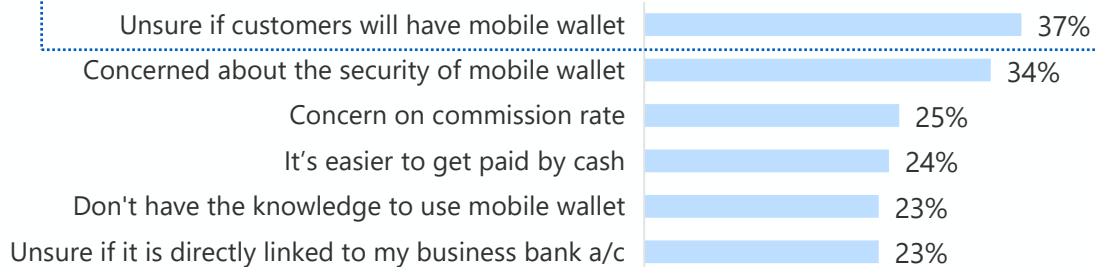 Unsure if customers will have mobile wallet 37%
Concerned about the security of mobile wallet 34%
Concern on commission rate 25%
It’s easier to get paid by cash 24%
Don't have the knowledge to use mobile wallet 23%
Unsure if it is directly linked to my business bank a/c 23%